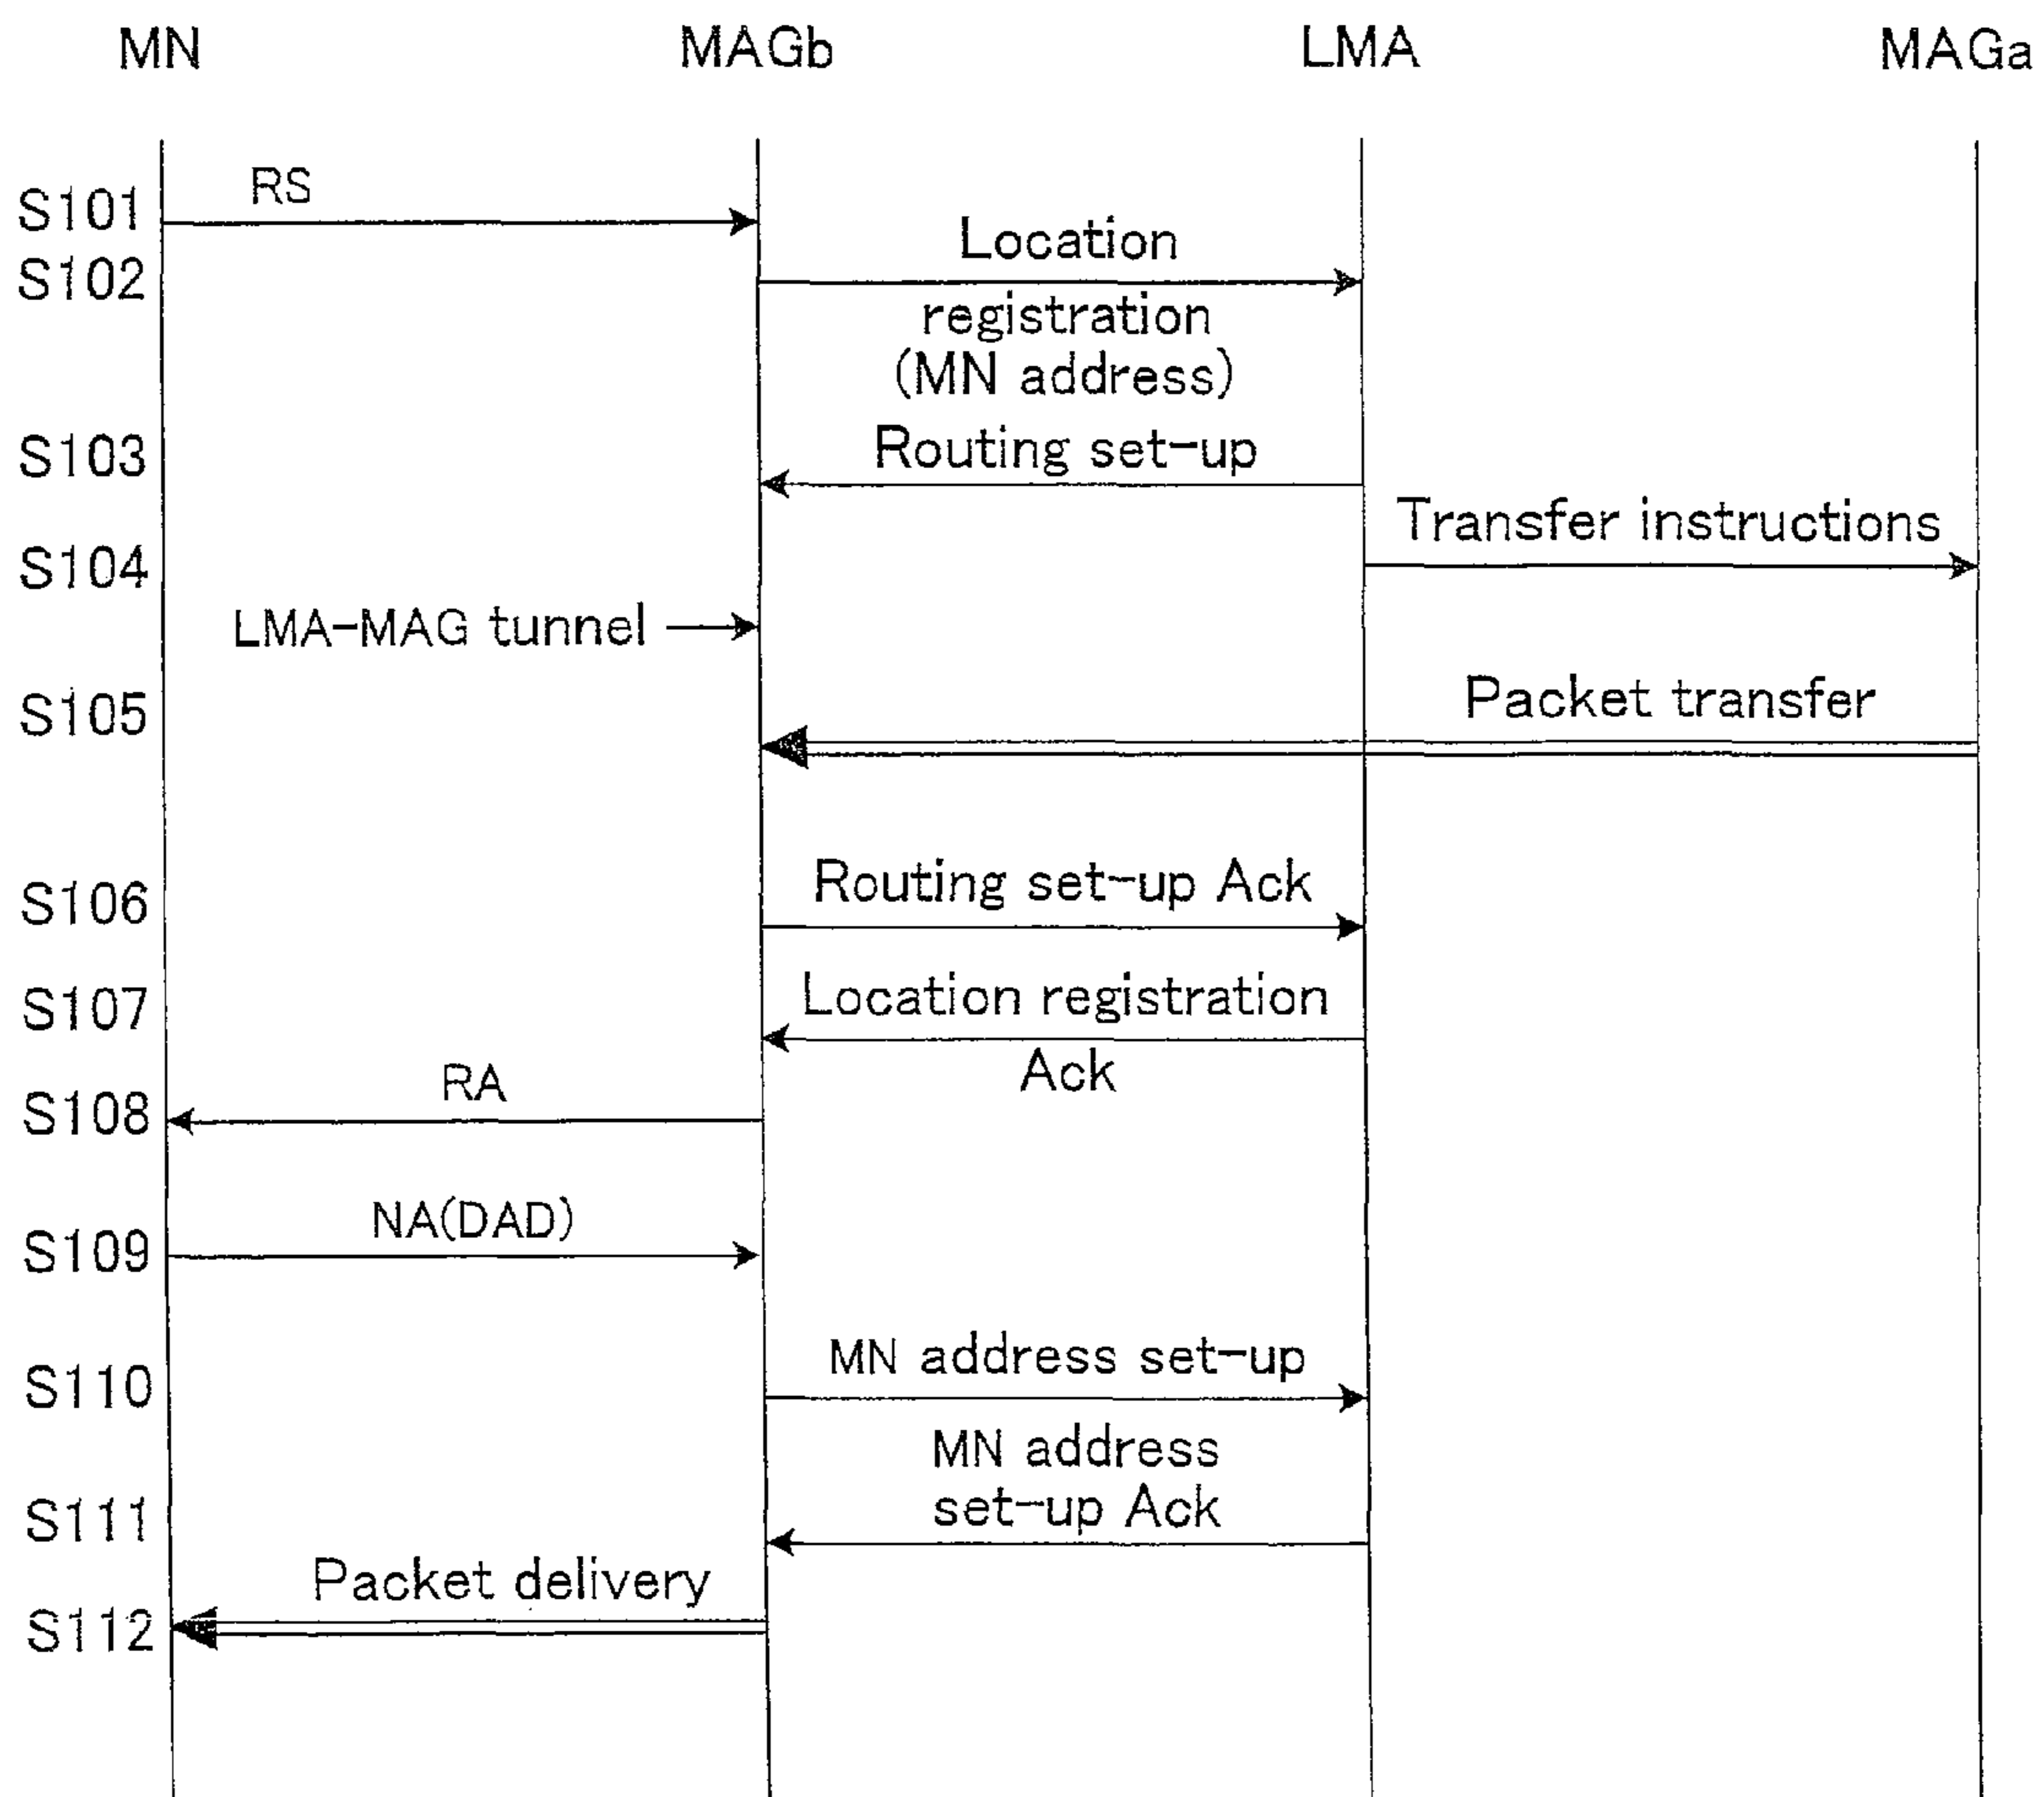 MN MAGb LMA MAGa
RS
S101
Location
S102
registration
(MN address)
Routing set-up
S103
Transfer instructions
S104
LMA-MAG tunnel
Packet transfer
S105
Routing set-up Ack
S106
Location registration
S107
Ack
RA
S108
NA(DAD)
S109
MN address set-up
S110
MN address
set-up Ack
S111
Packet delivery
S112